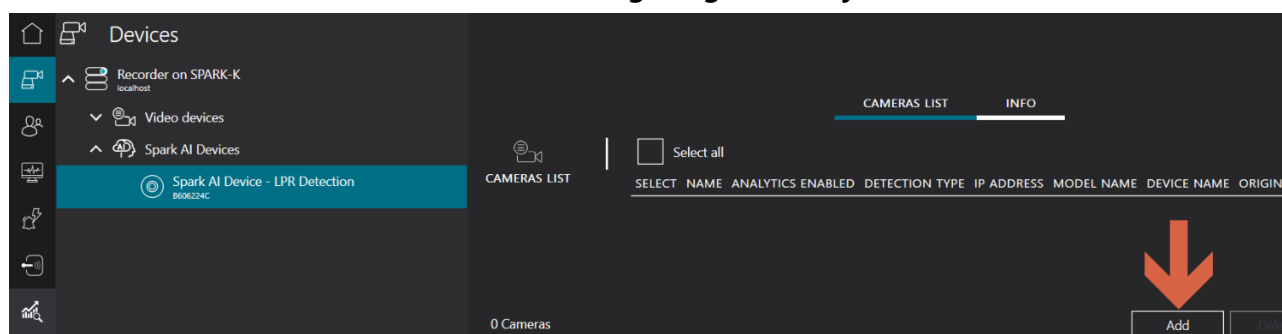 Devices
Recorder on SPARK-K
localhost
Video devices
Spark AI Devices
Spark AI Device - LPR Detection
B606224C
CAMERAS LIST INFO
CAMERAS LIST
Select all
SELECT NAME ANALYTICS ENABLED DETECTION TYPE IP ADDRESS MODEL NAME DEVICE NAME ORIGIN
0 Cameras
Add